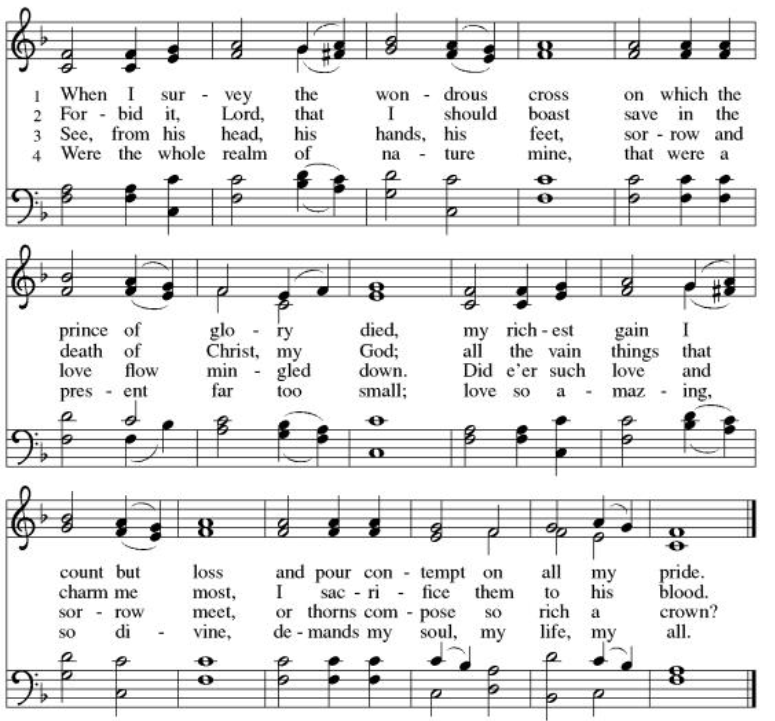 1 When I sur - vey the won - drous cross on which the
2 For - bid it, Lord, that I should boast save in the
3 See, from his head, his hands, his feet, sor - row and
4 Were the whole realm of na - ture mine, that were a
prince of glo - ry died, my rich - est gain I
death of Christ, my God; all the vain things that
love flow min - gled down. Did e'er such love and
pres - ent far too small; love so a - maz - ing,
count but loss and pour con - tempt on all my pride.
charm me most, I sac - ri - fice them to his blood.
sor - row meet, or thorns com - pose so rich a crown?
so di - vine, de - mands my soul, my life, my all.